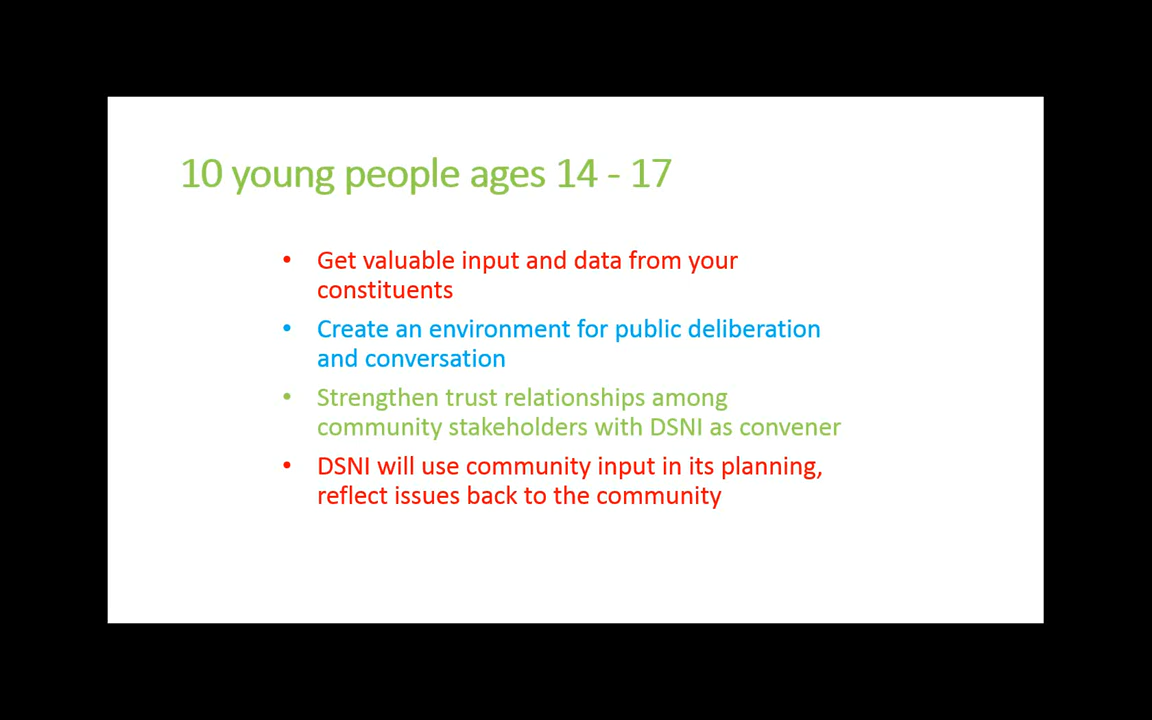 10 young people ages 14 - 17
• Get valuable input and data from your
constituents
• Create an environment for public deliberation
and conversation
• Strengthen trust relationships among
community stakeholders with DSNI as convener
• DSNI will use community input in its planning,
reflect issues back to the community